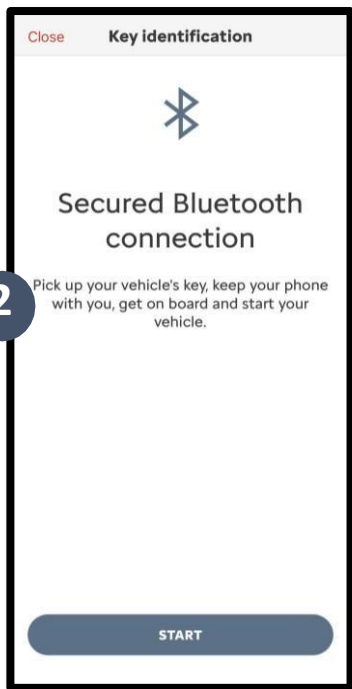 Close Key identification
Secured Bluetooth
connection
2
Pick up your vehicle's key, keep your phone
with you, get on board and start your
vehicle.
START